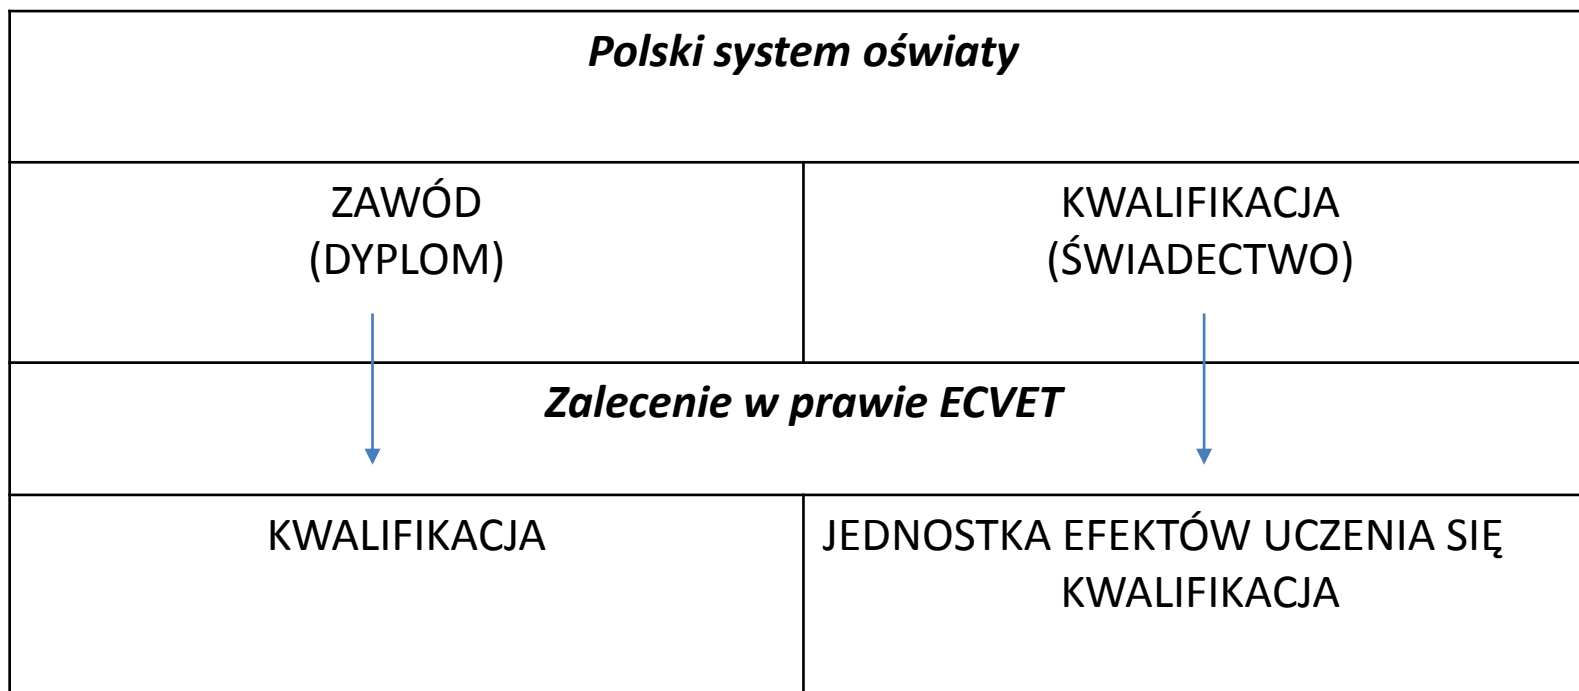 Polski system oświaty
ZAWÓD
(DYPLOM)
KWALIFIKACJA
(ŚWIADECTWO)
Zalecenie w prawie ECVET
KWALIFIKACJA
JEDNOSTKA EFEKTÓW UCZENIA SIĘ
KWALIFIKACJA